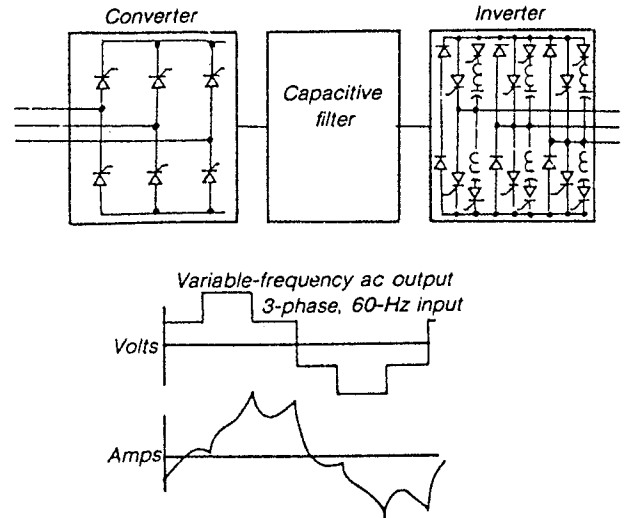 Converter
Inverter
Capacitive
filter
Variable-frequency ac output
3-phase, 60-Hz input
Volts
Amps